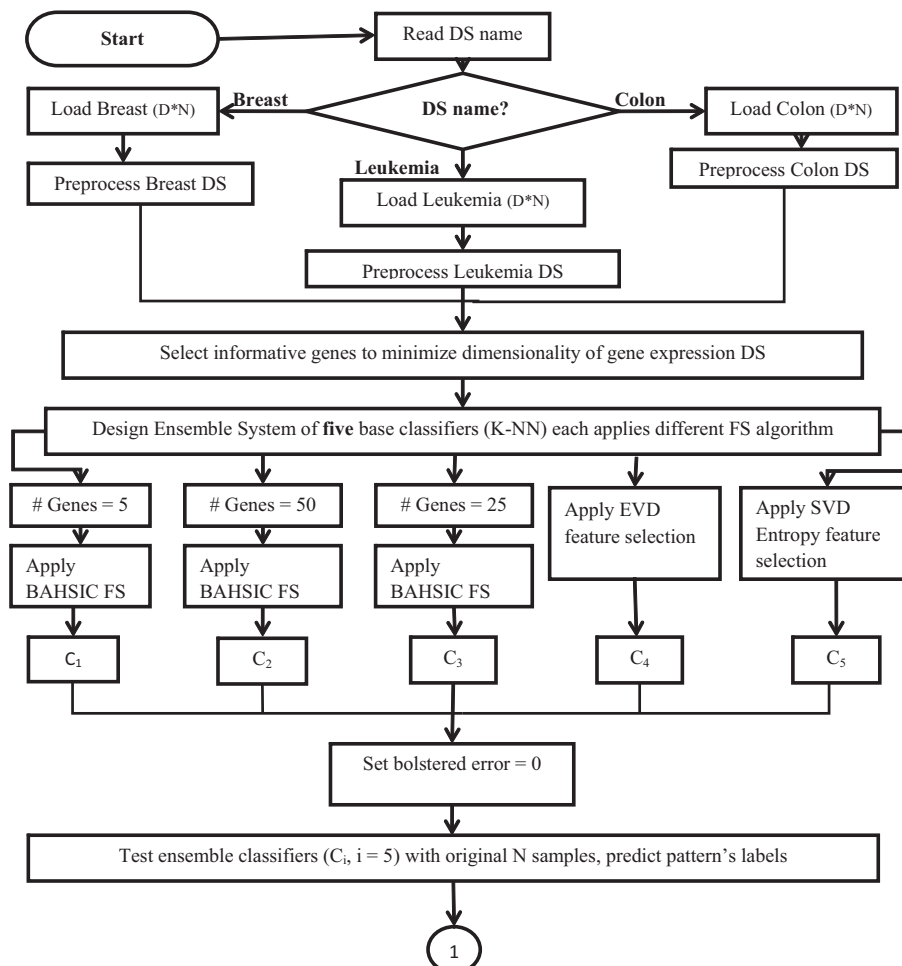 Start
Read DS name
Breast
DS name?
Colon
Load Breast (D*N)
Load Colon (D*N)
Preprocess Breast DS
Leukemia
Preprocess Colon DS
Load Leukemia (D*N)
Preprocess Leukemia DS
Select informative genes to minimize dimensionality of gene expression DS
Design Ensemble System of five base classifiers (K-NN) each applies different FS algorithm
# Genes = 5
# Genes = 50
# Genes = 25
Apply EVD
feature selection
Apply SVD
Entropy feature
selection
Apply
BAHSIC FS
Apply
BAHSIC FS
Apply
BAHSIC FS
C1
C2
C3
C4
C5
Set bolstered error = 0
Test ensemble classifiers (Ci, i = 5) with original N samples, predict pattern’s labels
1